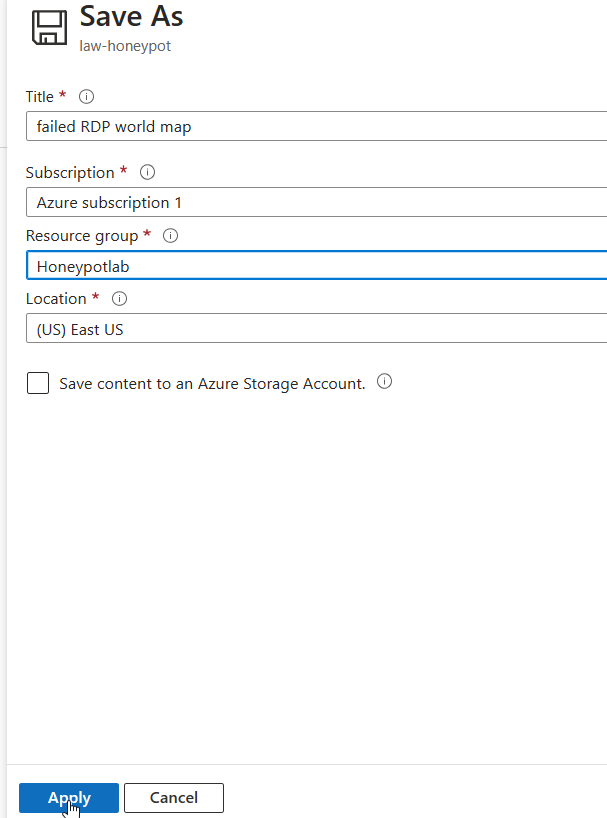 Save As
law-honeypot
Title *
failed RDP world map
Subscription *
Azure subscription 1
Resource group *
Honeypotlab
Location *
(US) East US
Save content to an Azure Storage Account.
Apply
Cancel